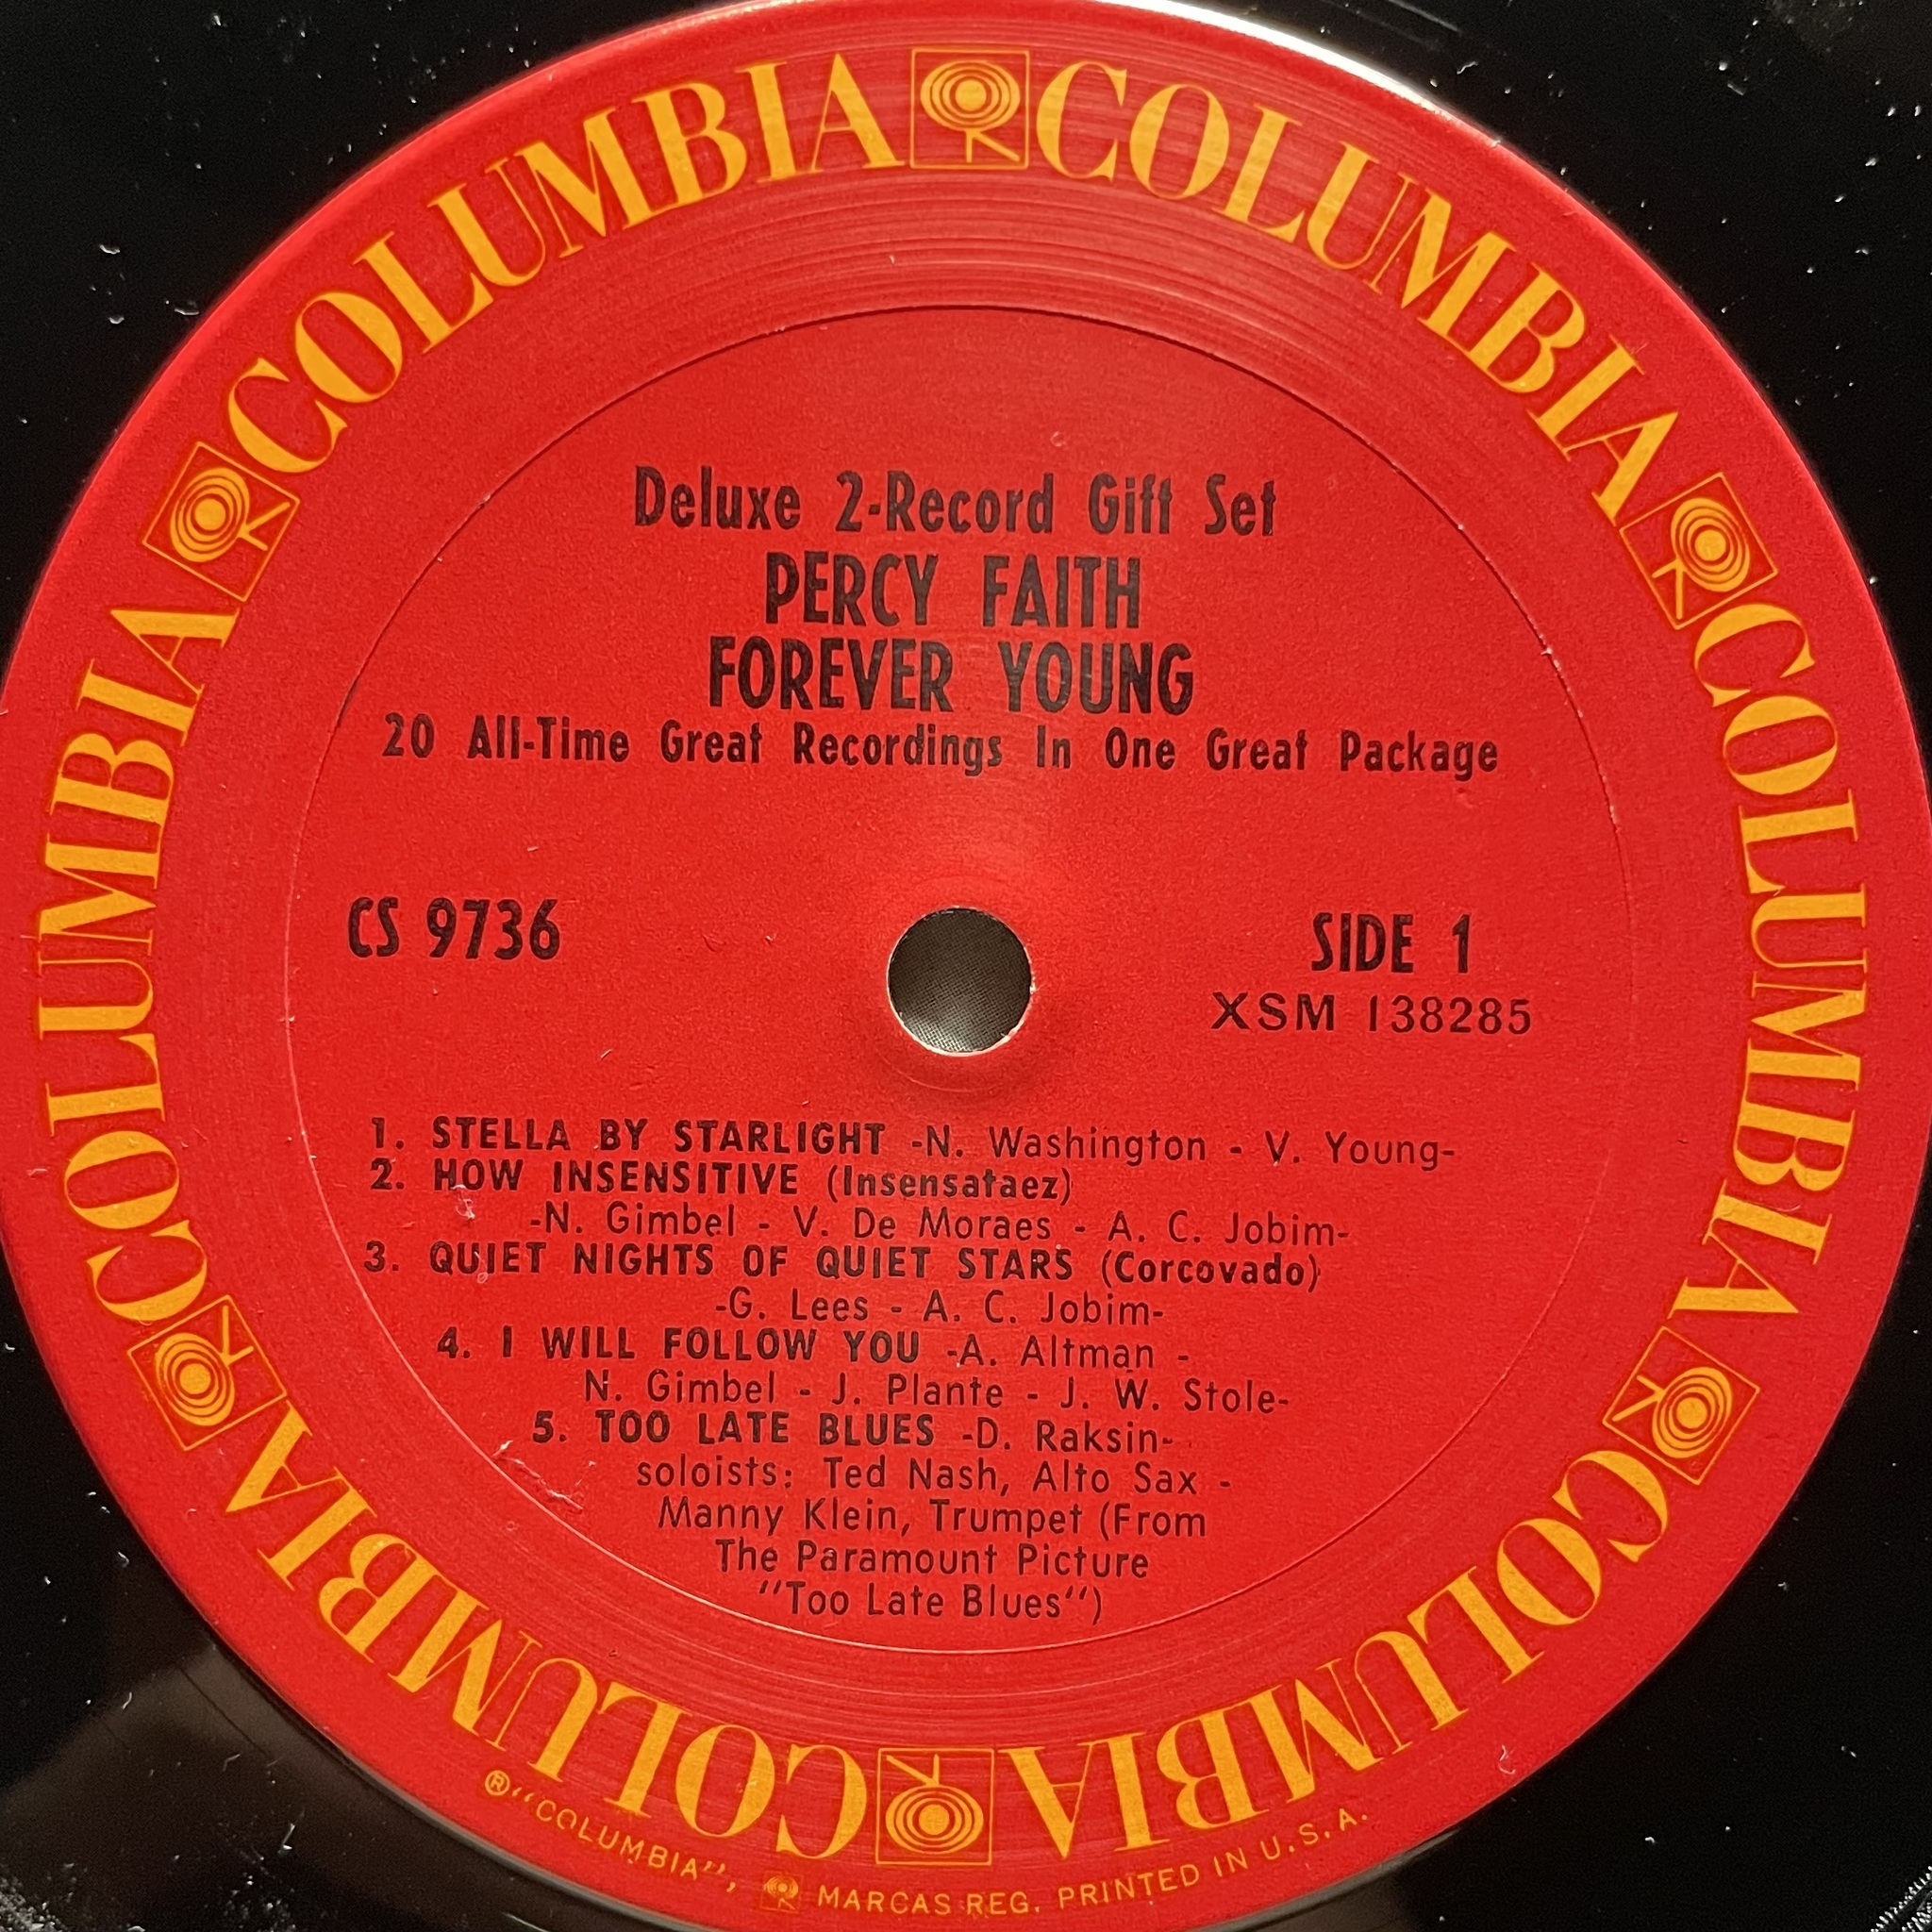 COLUMBIA COLUMBIA COLUMBIA COLUMBIA COLUMBIA COLUMBIA
Deluxe 2-Record Gift Set
PERCY FAITH
FOREVER YOUNG
20 All-Time Great Recordings In One Great Package
CS 9736
SIDE 1
XSM 138285
1. STELLA BY STARLIGHT -N. Washington - V. Young-
2. HOW INSENSITIVE (Insensataez)
-N. Gimbel - V. De Moraes - A. C. Jobim-
3. QUIET NIGHTS OF QUIET STARS (Corcovado)
-G. Lees - A. C. Jobim-
4. I WILL FOLLOW YOU -A. Altman -
N. Gimbel - J. Plante - J. W. Stole-
5. TOO LATE BLUES -D. Raksin-
soloists: Ted Nash, Alto Sax -
Manny Klein, Trumpet (From
The Paramount Picture
"Too Late Blues")
® "COLUMBIA", MARCAS REG. PRINTED IN U.S.A.